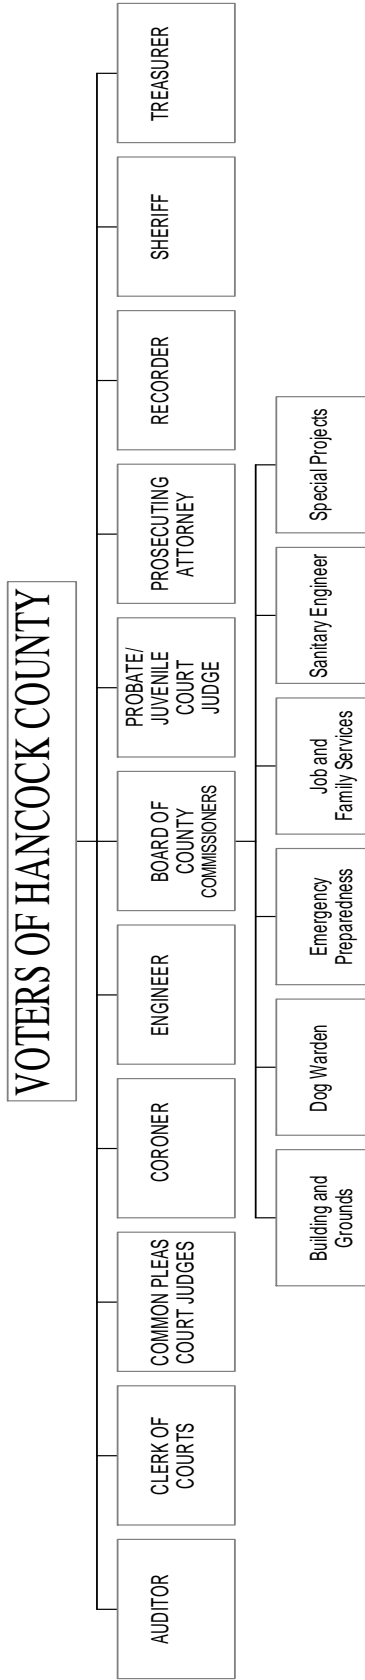 VOTERS OF HANCOCK COUNTY
AUDITOR
CLERK OF
COURTS
COMMON PLEAS
COURT JUDGES
CORONER
ENGINEER
BOARD OF
COUNTY
COMMISSIONERS
PROBATE/
JUVENILE
COURT
JUDGE
PROSECUTING
ATTORNEY
RECORDER
SHERIFF
TREASURER
Building and
Grounds
Dog Warden
Emergency
Preparedness
Job and
Family Services
Sanitary Engineer
Special Projects